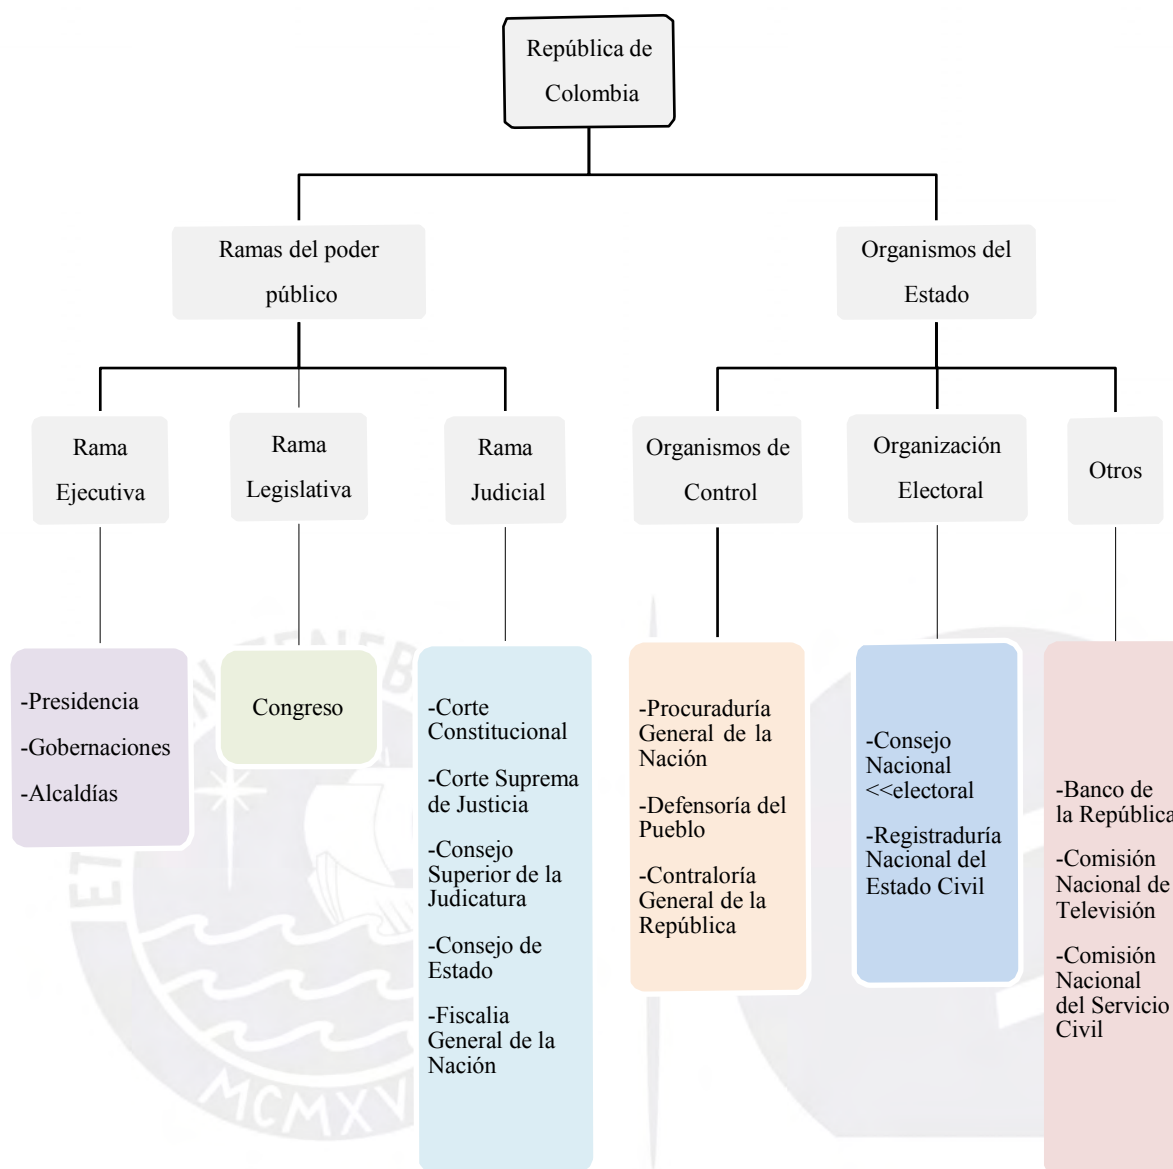 República de
Colombia
Ramas del poder
público
Organismos del
Estado
Rama
Ejecutiva
Rama
Legislativa
Rama
Judicial
Organismos de
Control
Organización
Electoral
Otros
-Presidencia
-Gobernaciones
-Alcaldías
Congreso
-Corte
Constitucional
-Corte Suprema
de Justicia
-Consejo
Superior de la
Judicatura
-Consejo de
Estado
-Fiscalia
General de la
Nación
-Procuraduría
General de la
Nación
-Defensoría del
Pueblo
-Contraloría
General de la
República
-Consejo
Nacional
<<electoral
-Registraduría
Nacional del
Estado Civil
-Banco de
la República
-Comisión
Nacional de
Televisión
-Comisión
Nacional
del Servicio
Civil
ET